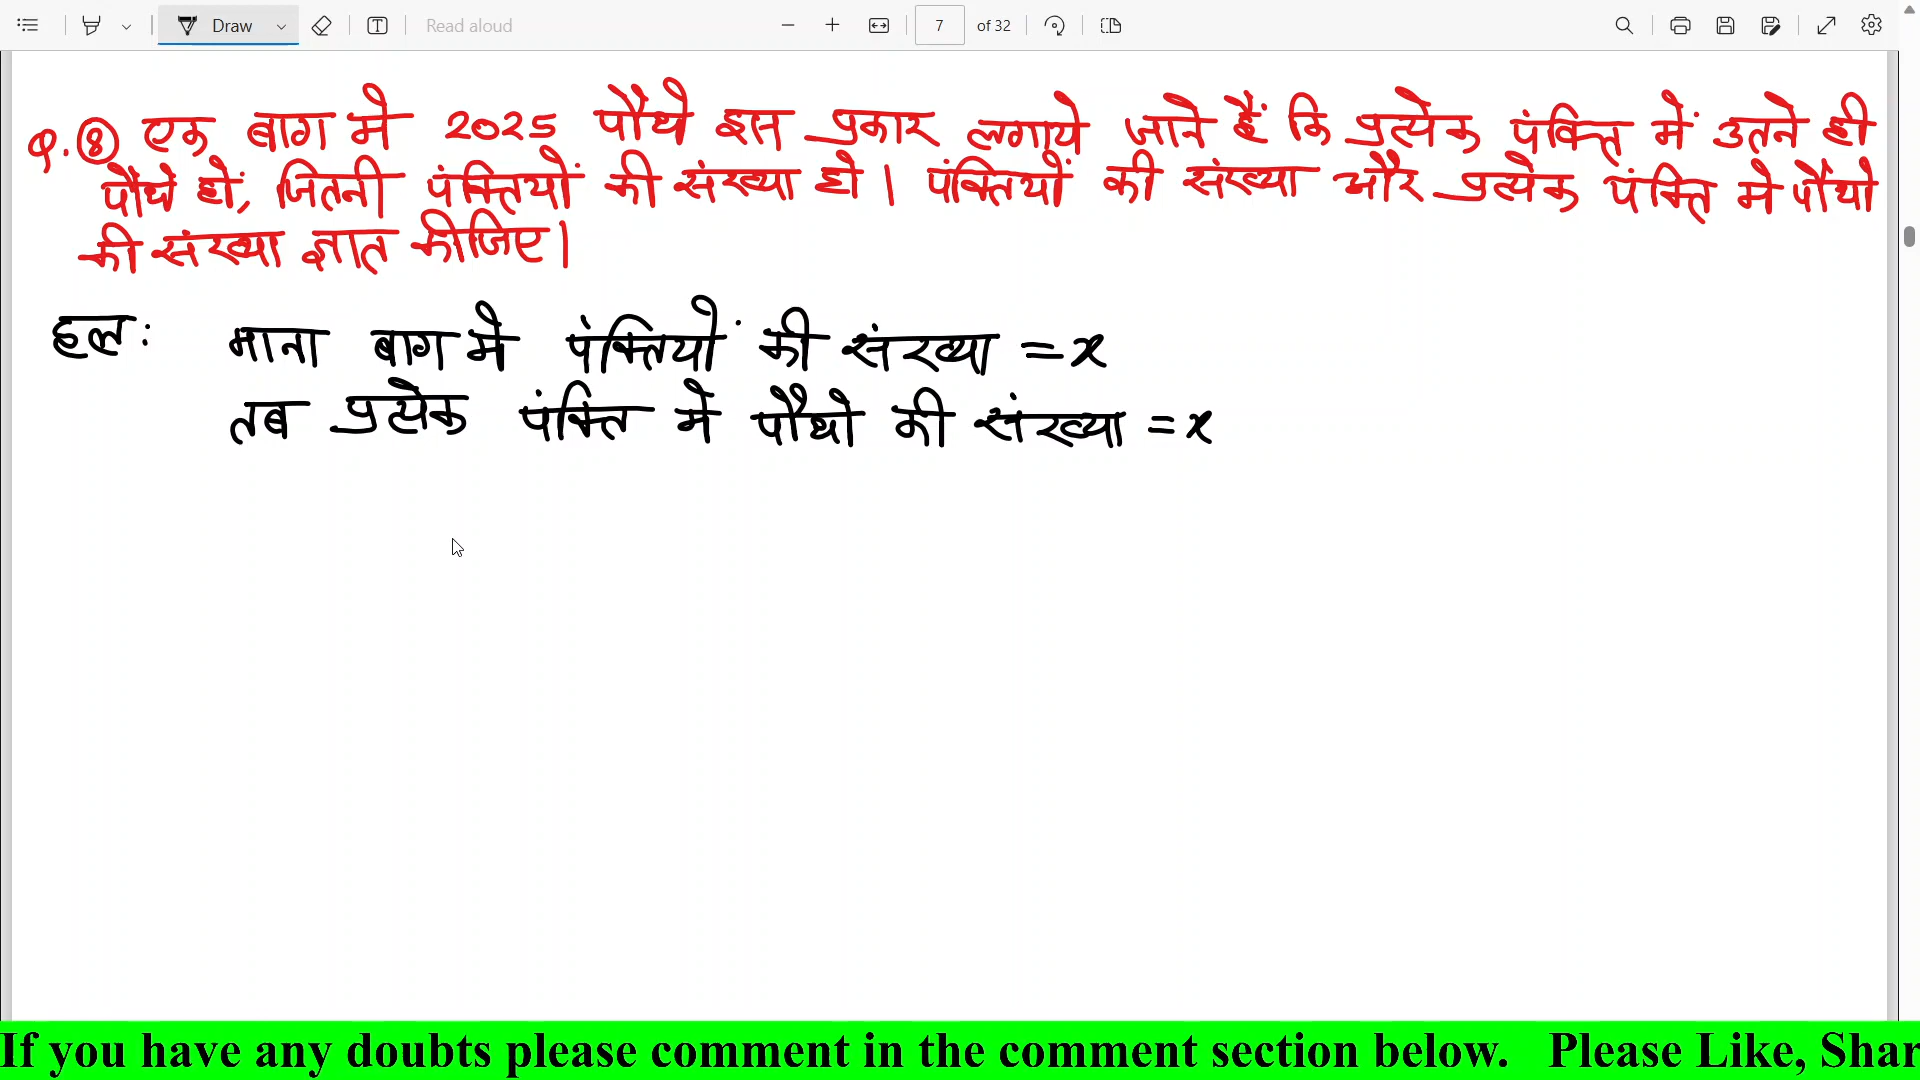 Draw Read aloud 7 of 32
Q.⑧ एक बाग में 2025 पौधे इस प्रकार लगाये जाने हैं कि प्रत्येक पंक्ति में उतने ही
पौधे हों, जितनी पंक्तियों की संख्या हो। पंक्तियों की संख्या और प्रत्येक पंक्ति मे पौधो
की संख्या ज्ञात कीजिए।
हल: माना बाग मे पंक्तियों की संख्या = x
तब प्रत्येक पंक्ति मे पौधो की संख्या = x
If you have any doubts please comment in the comment section below. Please Like, Shar